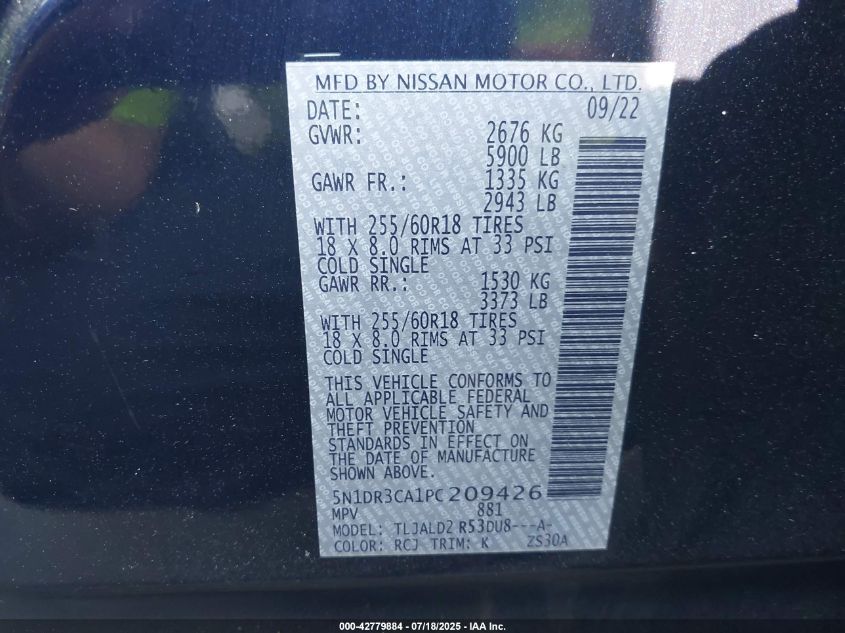 MFD BY NISSAN MOTOR CO., LTD.
DATE: 09/22
GVWR: 2676 KG
5900 LB
GAWR FR.: 1335 KG
2943 LB
WITH 255/60R18 TIRES
18 X 8.0 RIMS AT 33 PSI
COLD SINGLE
GAWR RR.: 1530 KG
3373 LB
WITH 255/60R18 TIRES
18 X 8.0 RIMS AT 33 PSI
COLD SINGLE
THIS VEHICLE CONFORMS TO
ALL APPLICABLE FEDERAL
MOTOR VEHICLE SAFETY AND
THEFT PREVENTION
STANDARDS IN EFFECT ON
THE DATE OF MANUFACTURE
SHOWN ABOVE.
5N1DR3CA1PC209426
MPV 881
MODEL: TLJALD2 R53DU8---A-
COLOR: RCJ TRIM: K ZS30A
000-42779884 / 07/18/2025 - IAA Inc.